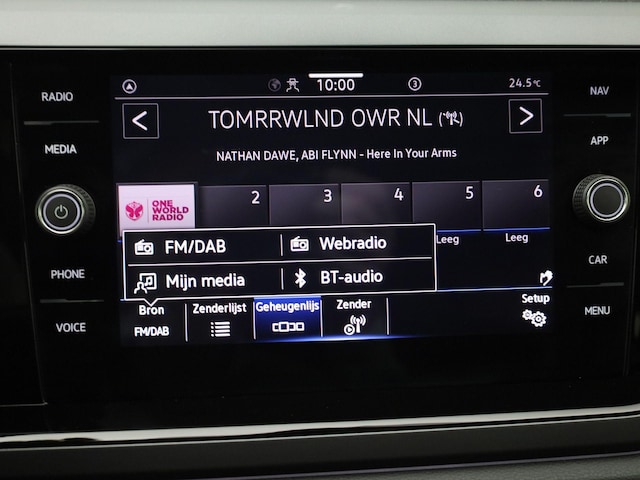 RADIO
MEDIA
PHONE
VOICE
10:00
3
24.5°C
<
TOMRRWLND OWR NL
>
NATHAN DAWE, ABI FLYNN - Here In Your Arms
ONE
WORLD
RADIO
2
3
4
5
6
Leeg
Leeg
FM/DAB
Webradio
Mijn media
BT-audio
Bron
FM/DAB
Zenderlijst
Geheugenlijs
Zender
Setup
NAV
APP
CAR
MENU